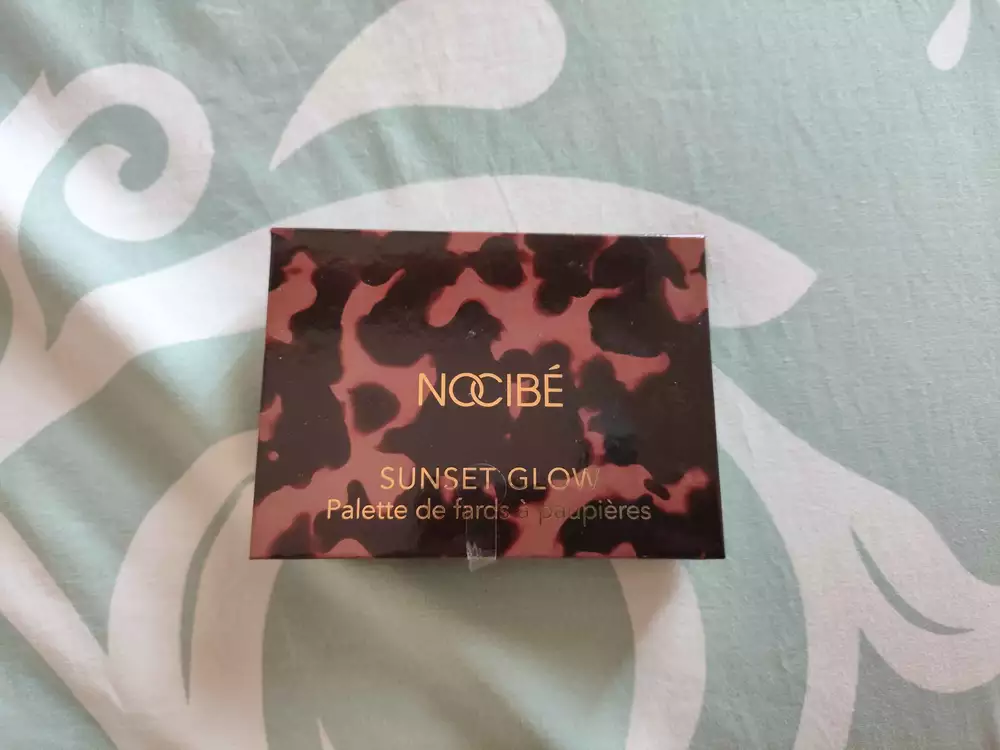 NOCIBÉ
SUNSET GLOW
Palette de fards à paupières